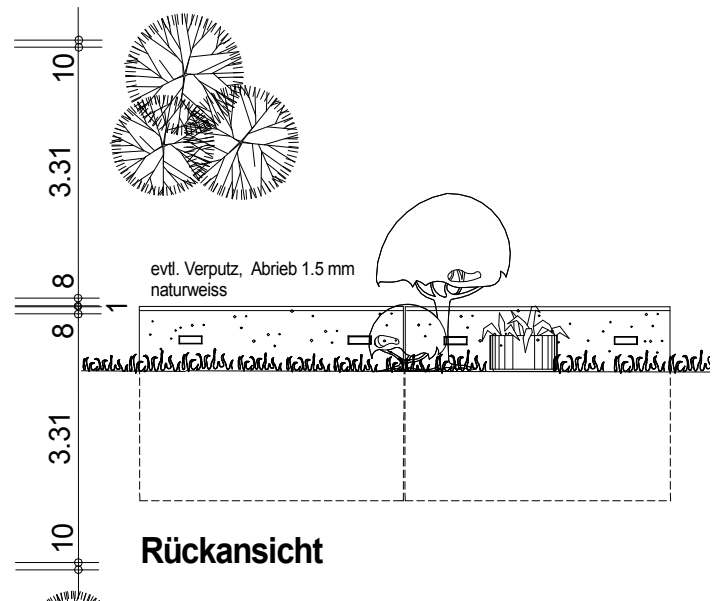 10
3.31
8
evtl. Verputz, Abrieb 1.5 mm
naturweiss
1
8
3.31
10
Rückansicht